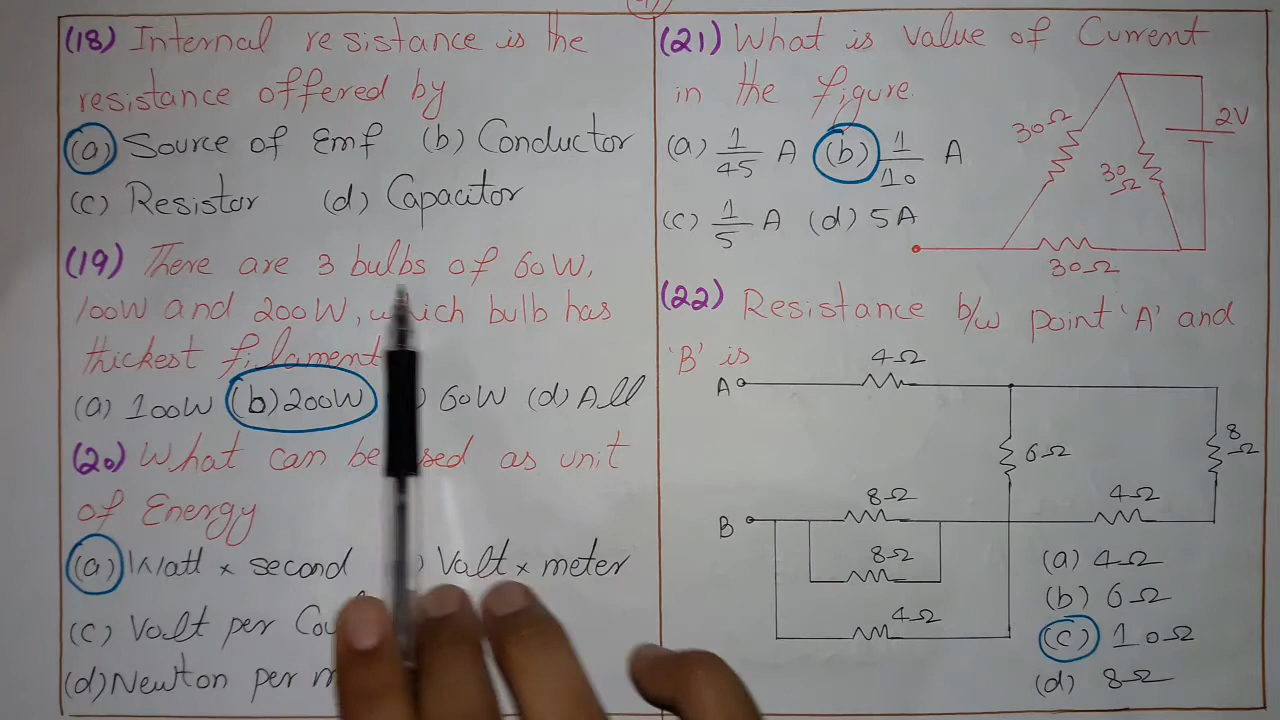 (18) Internal resistance is the
resistance offered by
(a) Source of Emf (b) Conductor
(c) Resistor (d) Capacitor
(19) There are 3 bulbs of 60W,
100W and 200W, which bulb has
thickest filament
(a) 100W (b) 200W ) 60W (d) All
(20) What can be used as unit
of Energy
(a) Watt × second ) Valt × meter
(c) Valt per
(d) Newton per
(21) What is value of Current
in the figure.
(a) 1/45 A (b) 1/10 A
(c) 1/5 A (d) 5A
30Ω
30Ω
2V
30Ω
(22) Resistance b/w point 'A' and
'B' is
A 4Ω
6Ω
8Ω
B 8Ω 4Ω
8Ω
4Ω
(a) 4Ω
(b) 6Ω
(c) 10Ω
(d) 8Ω